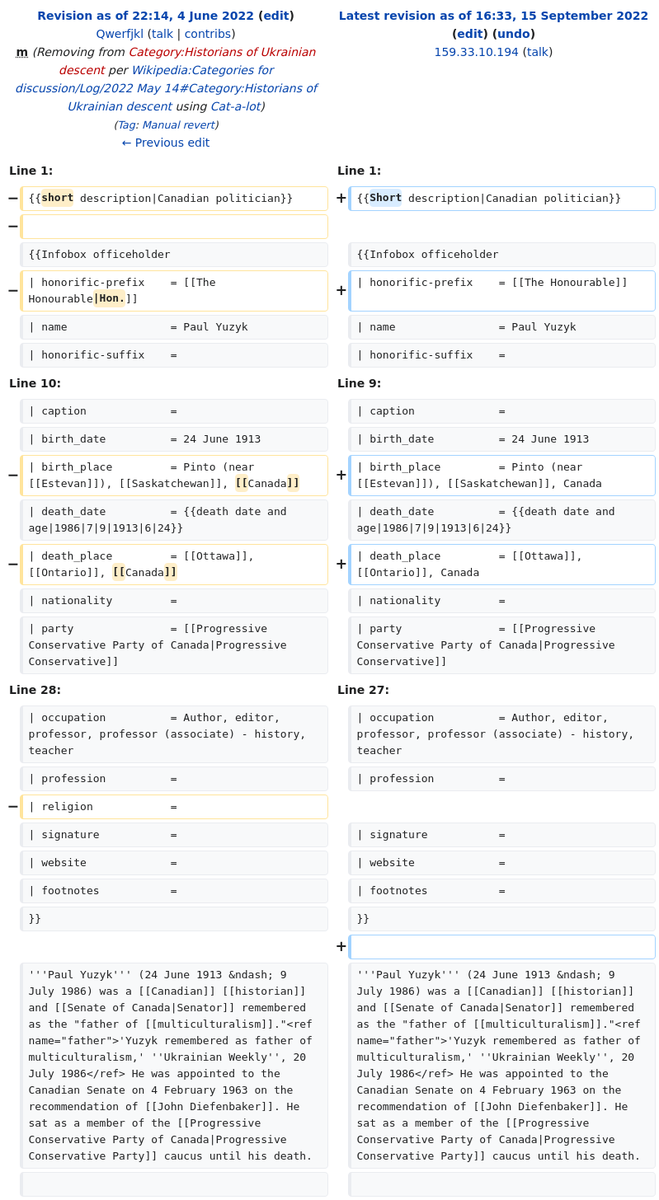 Revision as of 22:14, 4 June 2022 (edit)
Qwerfjkl (talk | contribs)
m (Removing from Category:Historians of Ukrainian
descent per Wikipedia:Categories for
discussion/Log/2022 May 14#Category:Historians of
Ukrainian descent using Cat-a-lot)
(Tag: Manual revert)
← Previous edit
Latest revision as of 16:33, 15 September 2022
(edit) (undo)
159.33.10.194 (talk)
Line 1:
Line 1:
− {{short description|Canadian politician}}
+ {{Short description|Canadian politician}}
−
{{Infobox officeholder
{{Infobox officeholder
− | honorific-prefix    = [[The
Honourable|Hon.]]
+ | honorific-prefix    = [[The Honourable]]
| name                = Paul Yuzyk
| name                = Paul Yuzyk
| honorific-suffix    =
| honorific-suffix    =
Line 10:
Line 9:
| caption             =
| caption             =
| birth_date          = 24 June 1913
| birth_date          = 24 June 1913
− | birth_place         = Pinto (near
[[Estevan]]), [[Saskatchewan]], [[Canada]]
+ | birth_place         = Pinto (near
[[Estevan]]), [[Saskatchewan]], Canada
| death_date          = {{death date and
age|1986|7|9|1913|6|24}}
| death_date          = {{death date and
age|1986|7|9|1913|6|24}}
− | death_place         = [[Ottawa]],
[[Ontario]], [[Canada]]
+ | death_place         = [[Ottawa]],
[[Ontario]], Canada
| nationality         =
| nationality         =
| party               = [[Progressive
Conservative Party of Canada|Progressive
Conservative]]
| party               = [[Progressive
Conservative Party of Canada|Progressive
Conservative]]
Line 28:
Line 27:
| occupation          = Author, editor,
professor, professor (associate) - history,
teacher
| occupation          = Author, editor,
professor, professor (associate) - history,
teacher
| profession          =
| profession          =
− | religion            =
| signature           =
| signature           =
| website             =
| website             =
| footnotes           =
| footnotes           =
}}
}}
+
'''Paul Yuzyk''' (24 June 1913 &ndash; 9
July 1986) was a [[Canadian]] [[historian]]
and [[Senate of Canada|Senator]] remembered
as the "father of [[multiculturalism]]."<ref
name="father">'Yuzyk remembered as father of
multiculturalism,' ''Ukrainian Weekly'', 20
July 1986</ref> He was appointed to the
Canadian Senate on 4 February 1963 on the
recommendation of [[John Diefenbaker]]. He
sat as a member of the [[Progressive
Conservative Party of Canada|Progressive
Conservative Party]] caucus until his death.
'''Paul Yuzyk''' (24 June 1913 &ndash; 9
July 1986) was a [[Canadian]] [[historian]]
and [[Senate of Canada|Senator]] remembered
as the "father of [[multiculturalism]]."<ref
name="father">'Yuzyk remembered as father of
multiculturalism,' ''Ukrainian Weekly'', 20
July 1986</ref> He was appointed to the
Canadian Senate on 4 February 1963 on the
recommendation of [[John Diefenbaker]]. He
sat as a member of the [[Progressive
Conservative Party of Canada|Progressive
Conservative Party]] caucus until his death.